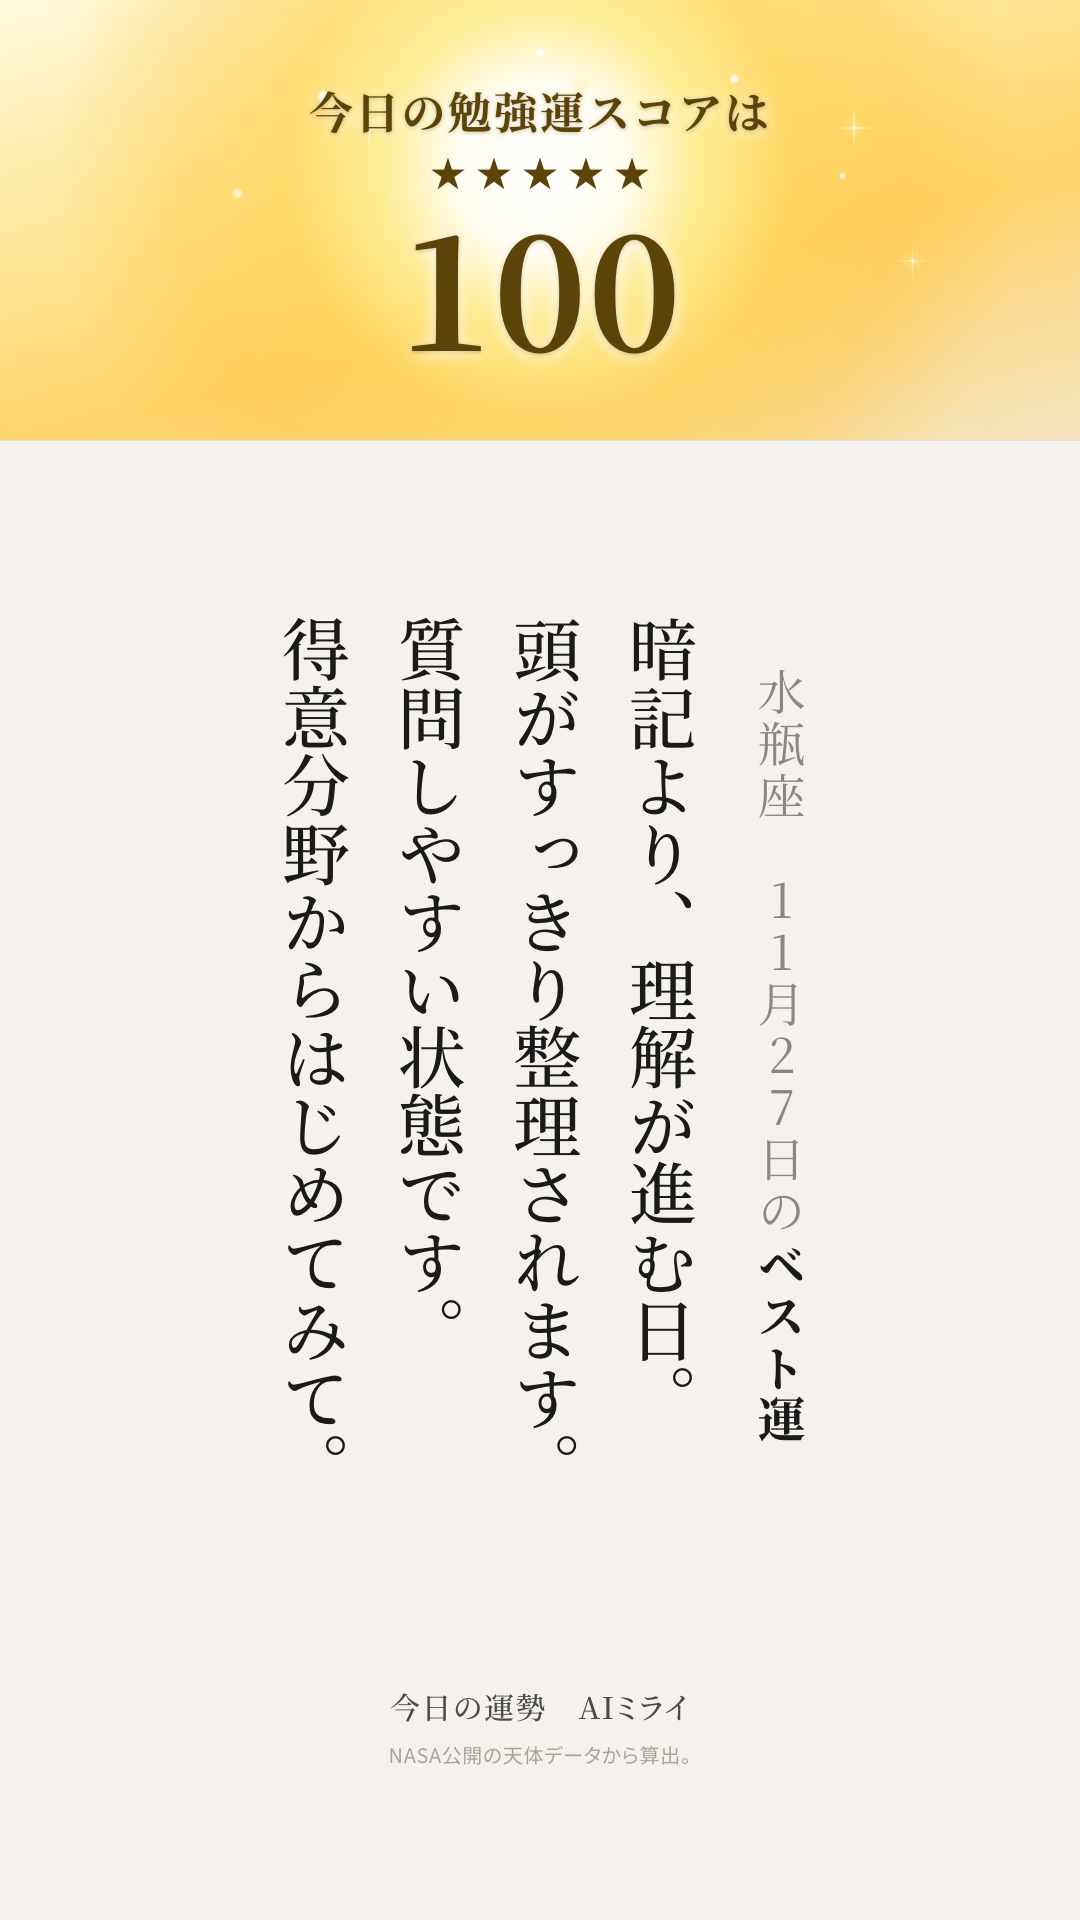 今日の勉強運スコアは
★★★★★
100
水瓶座　11月27日のベスト運
暗記より、理解が進む日。
頭がすっきり整理されます。
質問しやすい状態です。
得意分野からはじめてみて。
今日の運勢　AIミライ
NASA公開の天体データから算出。